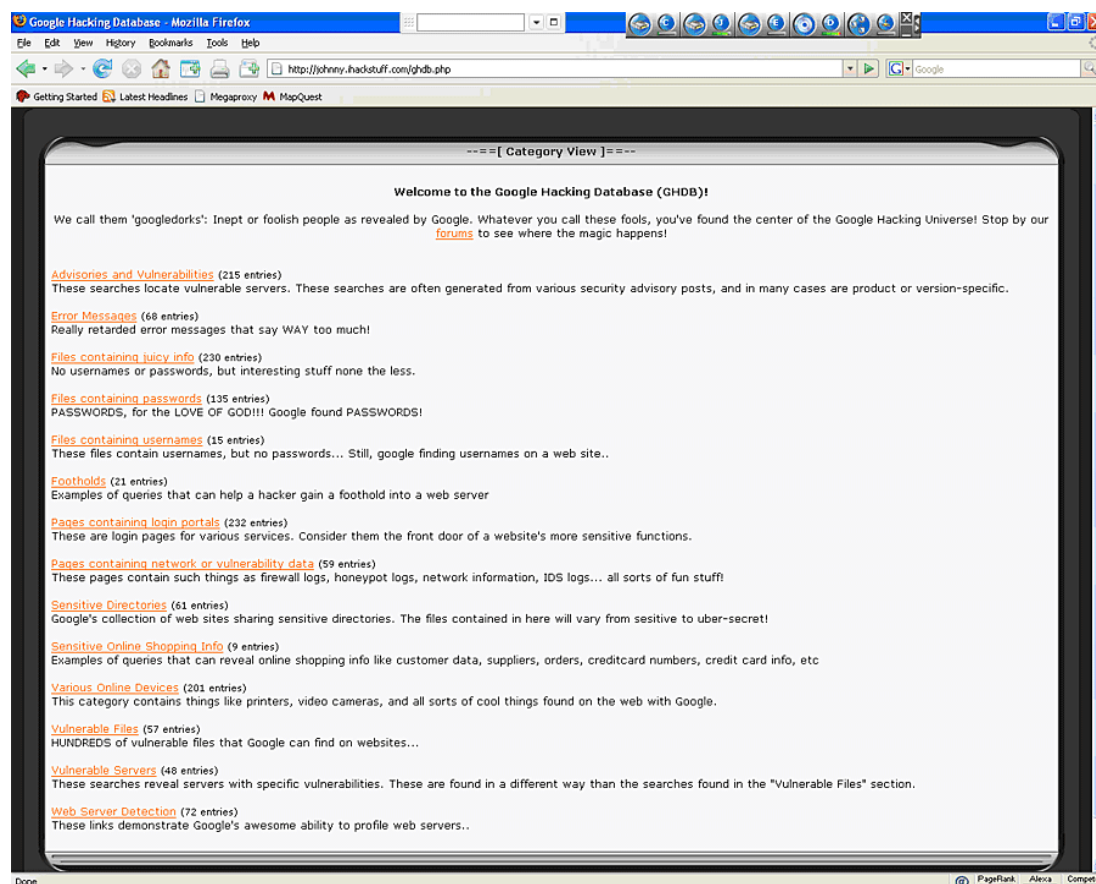 Google Hacking Database - Mozilla Firefox
File Edit View History Bookmarks Tools Help
http://johnny.ihackstuff.com/ghdb.php
G Google
Getting Started Latest Headlines Megaproxy MapQuest
--==[ Category View ]==--
Welcome to the Google Hacking Database (GHDB)!
We call them 'googledorks': Inept or foolish people as revealed by Google. Whatever you call these fools, you've found the center of the Google Hacking Universe! Stop by our
forums to see where the magic happens!
Advisories and Vulnerabilities (215 entries)
These searches locate vulnerable servers. These searches are often generated from various security advisory posts, and in many cases are product or version-specific.
Error Messages (68 entries)
Really retarded error messages that say WAY too much!
Files containing juicy info (230 entries)
No usernames or passwords, but interesting stuff none the less.
Files containing passwords (135 entries)
PASSWORDS, for the LOVE OF GOD!!! Google found PASSWORDS!
Files containing usernames (15 entries)
These files contain usernames, but no passwords... Still, google finding usernames on a web site..
Footholds (21 entries)
Examples of queries that can help a hacker gain a foothold into a web server
Pages containing login portals (232 entries)
These are login pages for various services. Consider them the front door of a website's more sensitive functions.
Pages containing network or vulnerability data (59 entries)
These pages contain such things as firewall logs, honeypot logs, network information, IDS logs... all sorts of fun stuff!
Sensitive Directories (61 entries)
Google's collection of web sites sharing sensitive directories. The files contained in here will vary from sesitive to uber-secret!
Sensitive Online Shopping Info (9 entries)
Examples of queries that can reveal online shopping info like customer data, suppliers, orders, creditcard numbers, credit card info, etc
Various Online Devices (201 entries)
This category contains things like printers, video cameras, and all sorts of cool things found on the web with Google.
Vulnerable Files (57 entries)
HUNDREDS of vulnerable files that Google can find on websites...
Vulnerable Servers (48 entries)
These searches reveal servers with specific vulnerabilities. These are found in a different way than the searches found in the "Vulnerable Files" section.
Web Server Detection (72 entries)
These links demonstrate Google's awesome ability to profile web servers..
Done
PageRank Alexa Compet